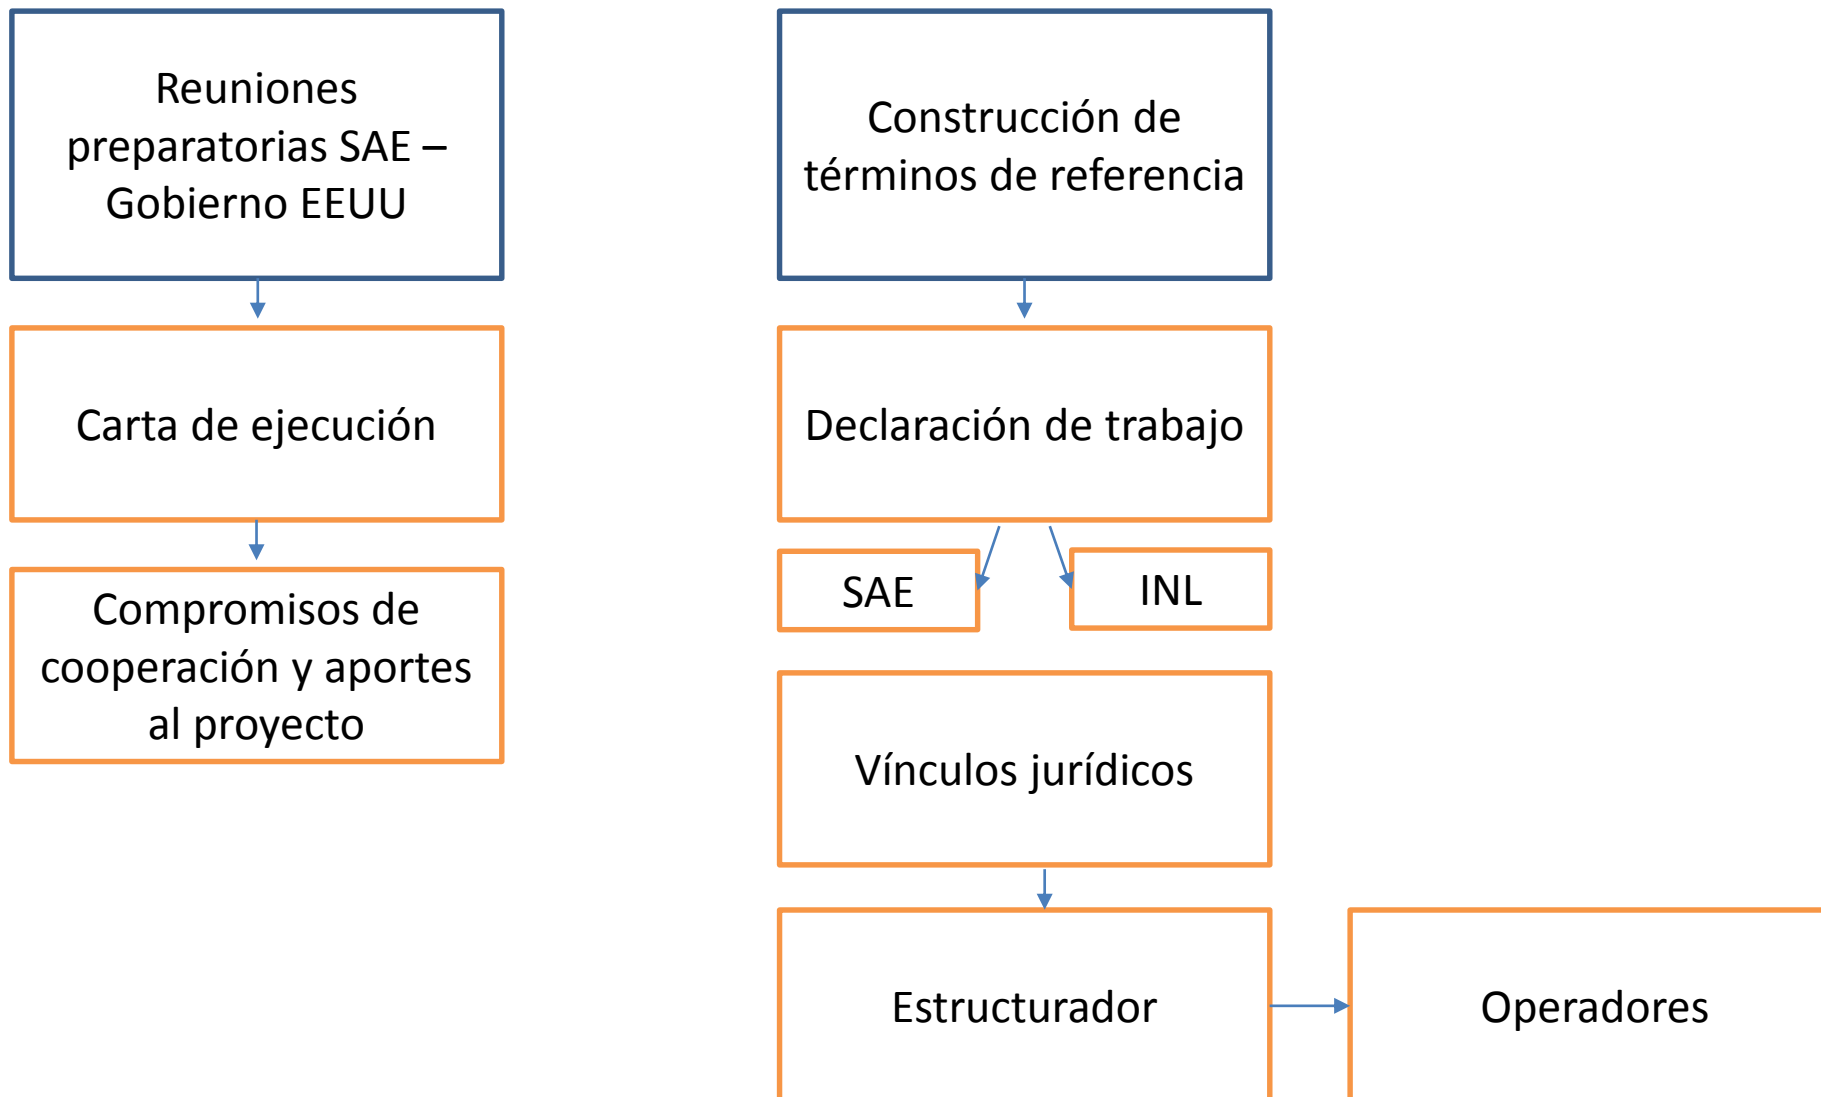 Reuniones
preparatorias SAE –
Gobierno EEUU
Carta de ejecución
Compromisos de
cooperación y aportes
al proyecto
Construcción de
términos de referencia
Declaración de trabajo
SAE
INL
Vínculos jurídicos
Estructurador
Operadores